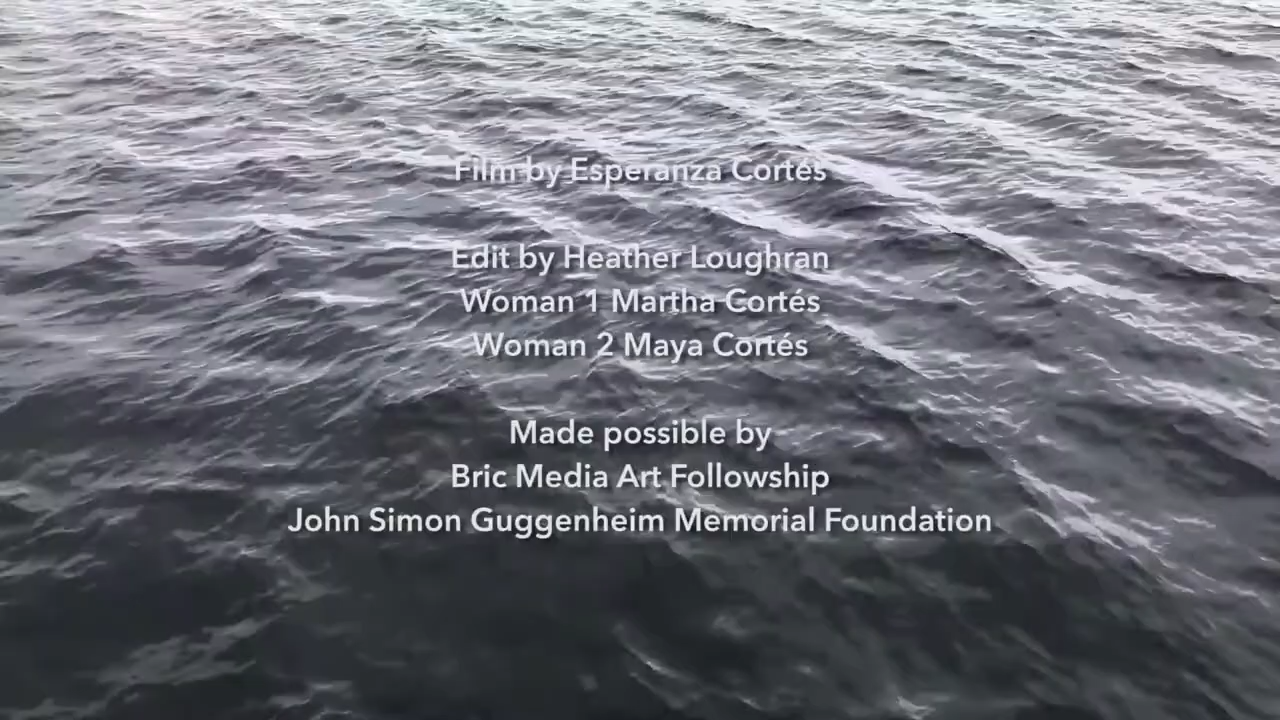 Film by Esperanza Cortés
Edit by Heather Loughran
Woman 1 Martha Cortés
Woman 2 Maya Cortés
Made possible by
Bric Media Art Followship
John Simon Guggenheim Memorial Foundation